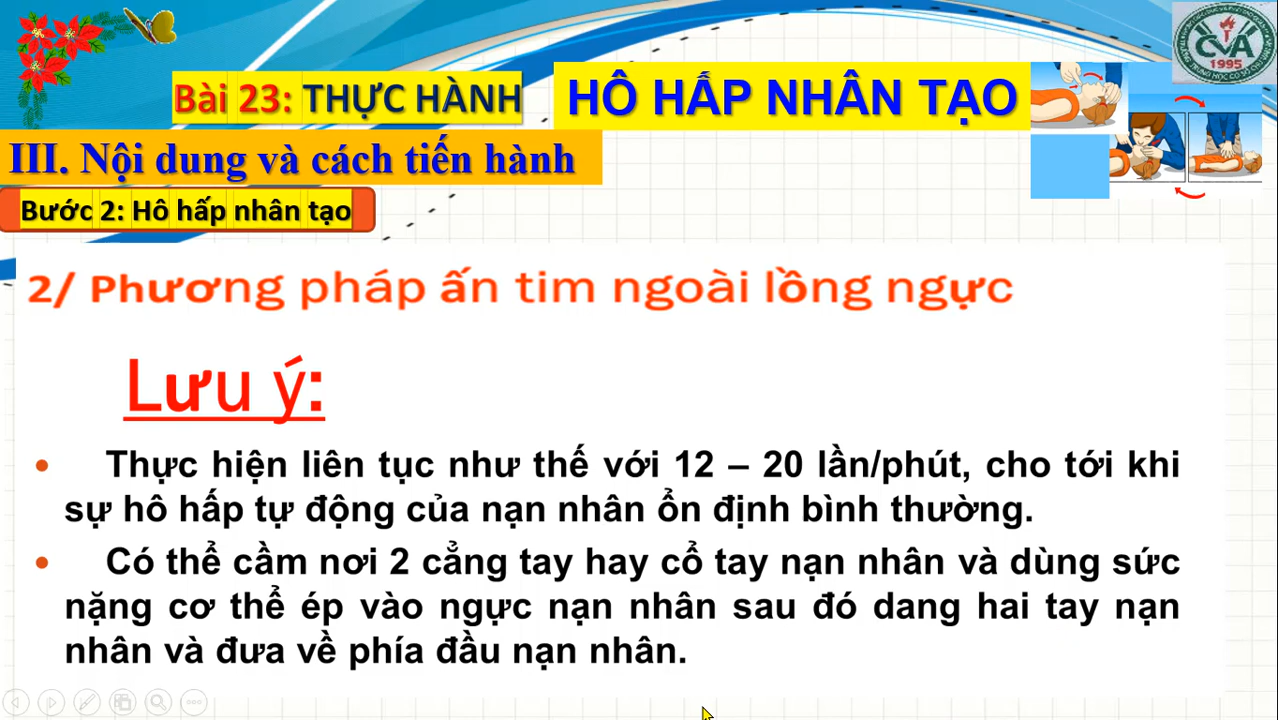 Bài 23: THỰC HÀNH
HÔ HẤP NHÂN TẠO
CVA
1995
III. Nội dung và cách tiến hành
Bước 2: Hô hấp nhân tạo
2/ Phương pháp ấn tim ngoài lồng ngực
Lưu ý:
• Thực hiện liên tục như thế với 12 – 20 lần/phút, cho tới khi
sự hô hấp tự động của nạn nhân ổn định bình thường.
• Có thể cầm nơi 2 cẳng tay hay cổ tay nạn nhân và dùng sức
nặng cơ thể ép vào ngực nạn nhân sau đó dang hai tay nạn
nhân và đưa về phía đầu nạn nhân.